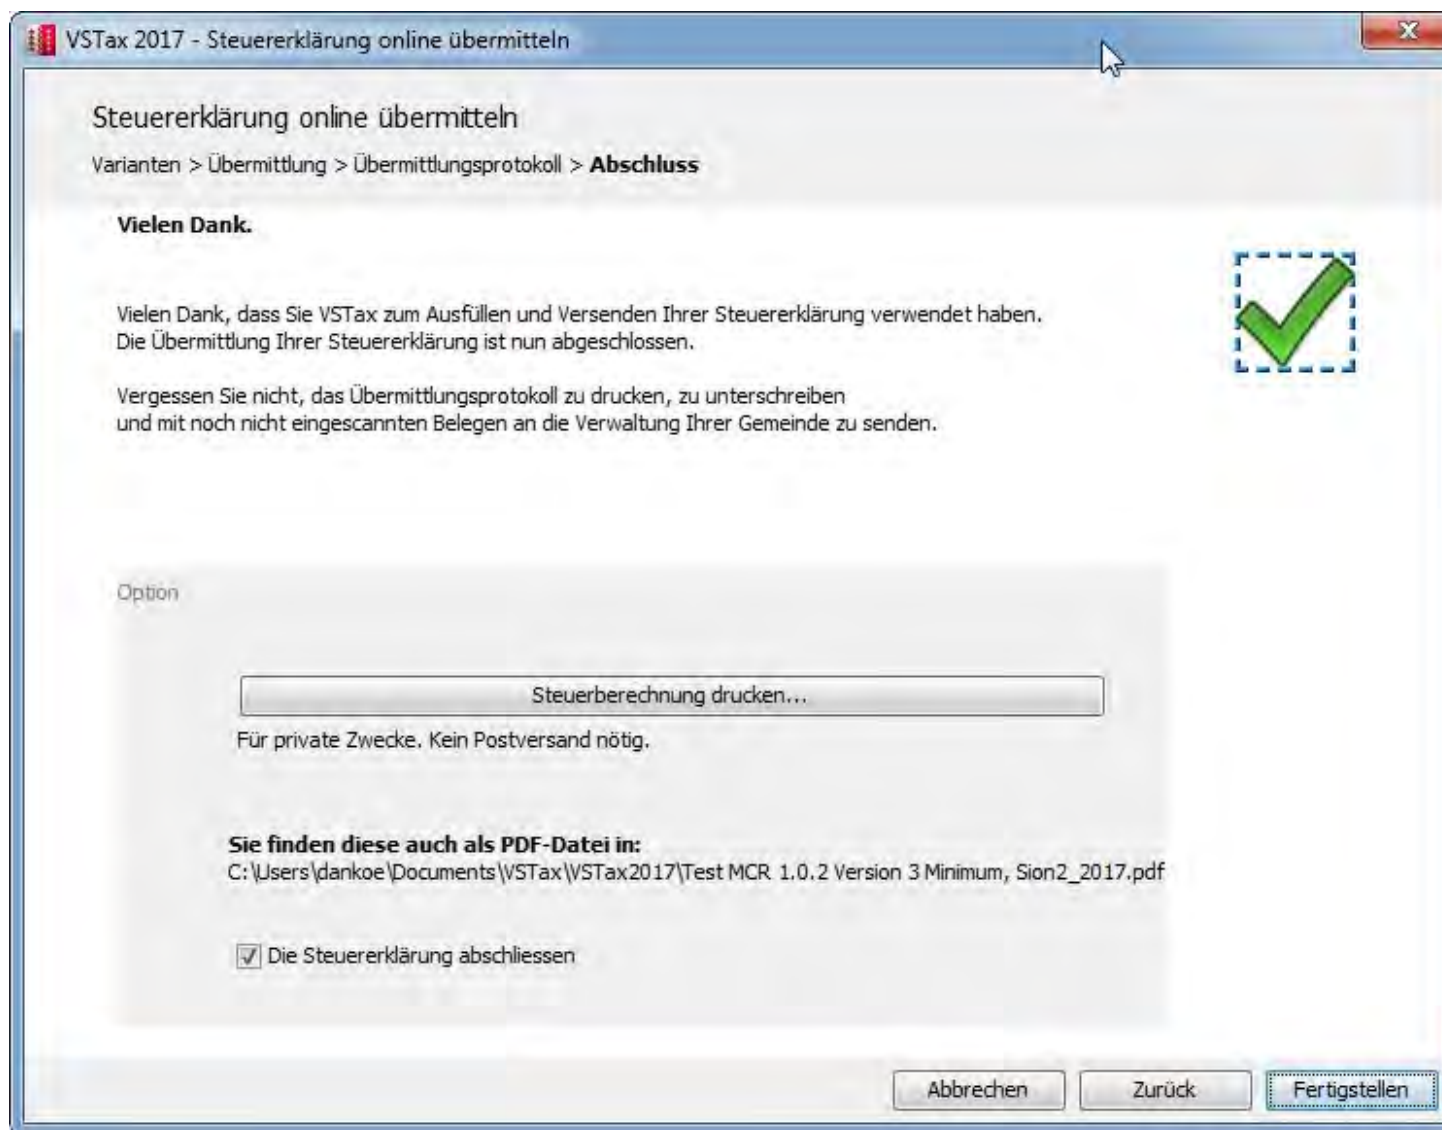 VSTax 2017 - Steuererklärung online übermitteln
Steuererklärung online übermitteln
Varianten > Übermittlung > Übermittlungsprotokoll > Abschluss
Vielen Dank.
Vielen Dank, dass Sie VSTax zum Ausfüllen und Versenden Ihrer Steuererklärung verwendet haben.
Die Übermittlung Ihrer Steuererklärung ist nun abgeschlossen.
Vergessen Sie nicht, das Übermittlungsprotokoll zu drucken, zu unterschreiben
und mit noch nicht eingescannten Belegen an die Verwaltung Ihrer Gemeinde zu senden.
Option
Steuerberechnung drucken...
Für private Zwecke. Kein Postversand nötig.
Sie finden diese auch als PDF-Datei in:
C:\Users\dankoe\Documents\VSTax\VSTax2017\Test MCR 1.0.2 Version 3 Minimum, Sion2_2017.pdf
Die Steuererklärung abschliessen
Abbrechen Zurück Fertigstellen